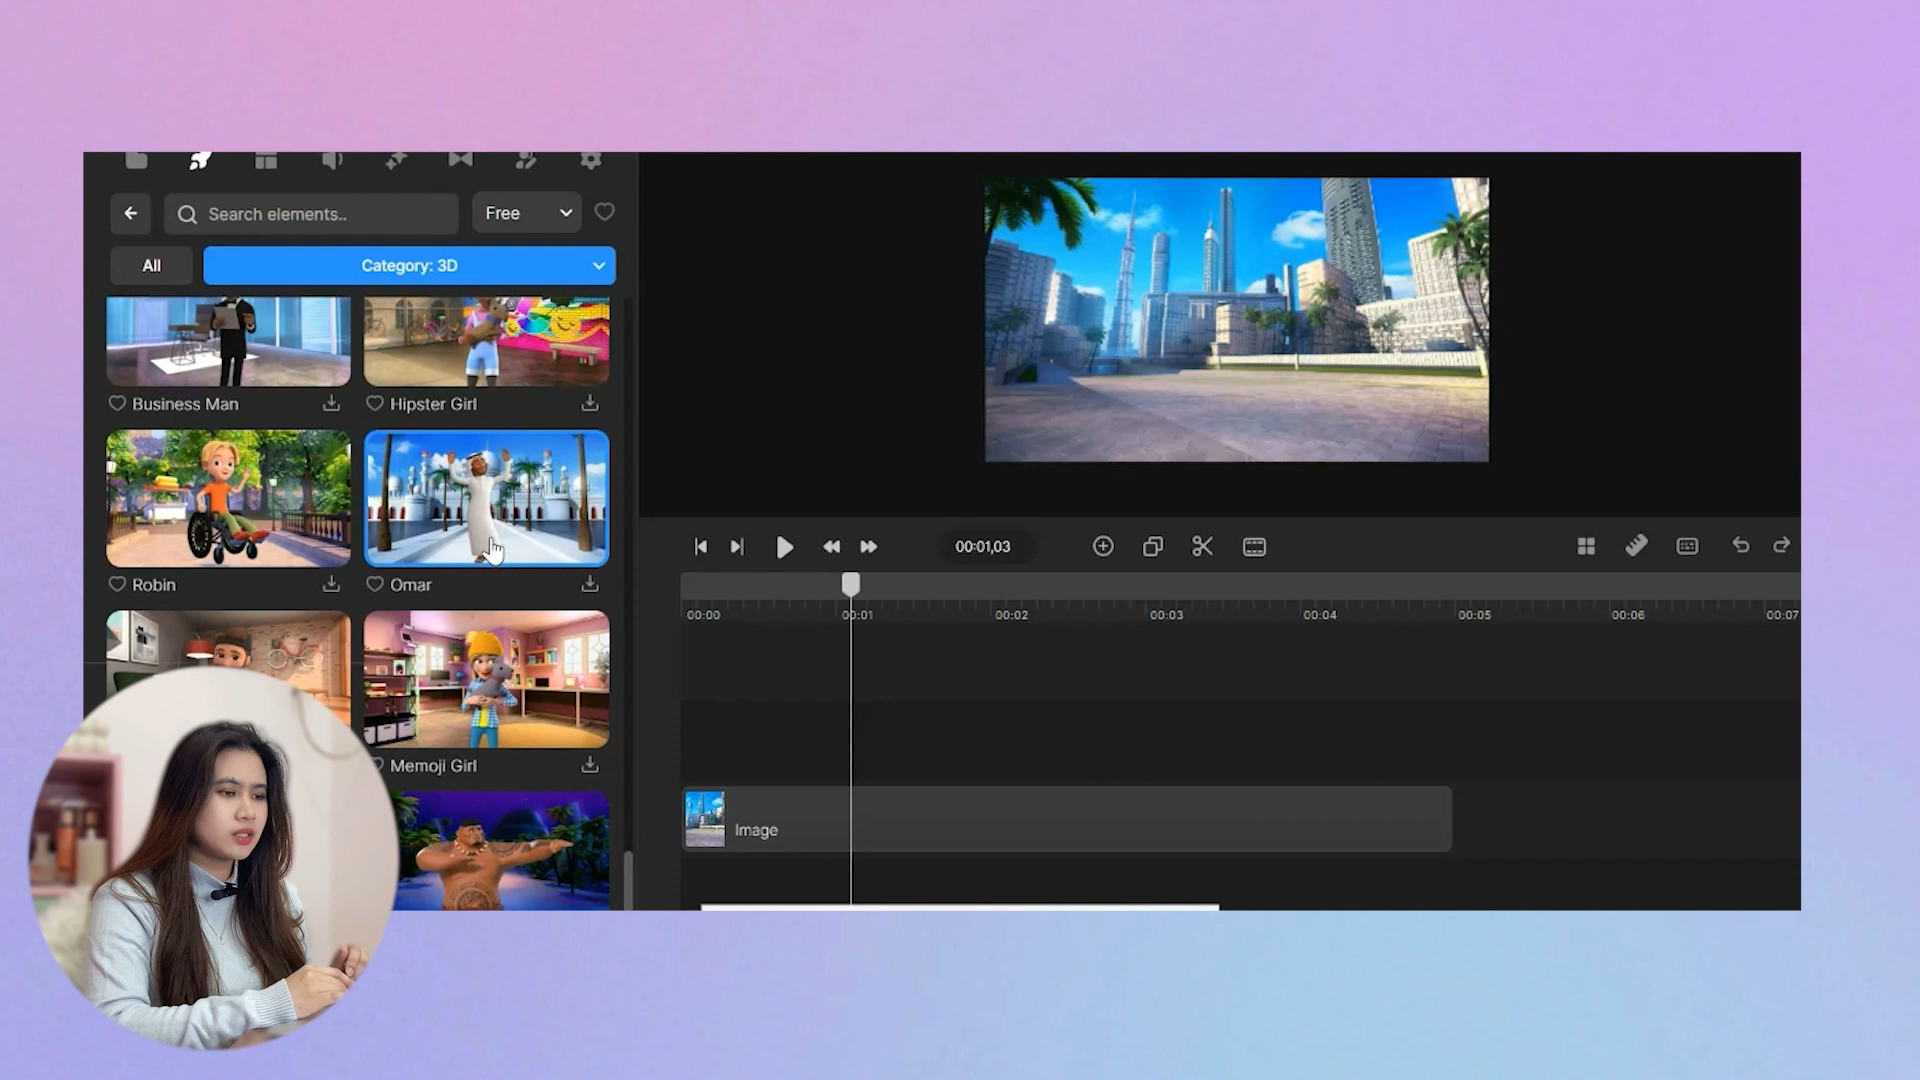 Search elements..
Free
All
Category: 3D
Business Man
Hipster Girl
Robin
Omar
Memoji Girl
00:01,03
00:00
00:01
00:02
00:03
00:04
00:05
00:06
00:07
Image